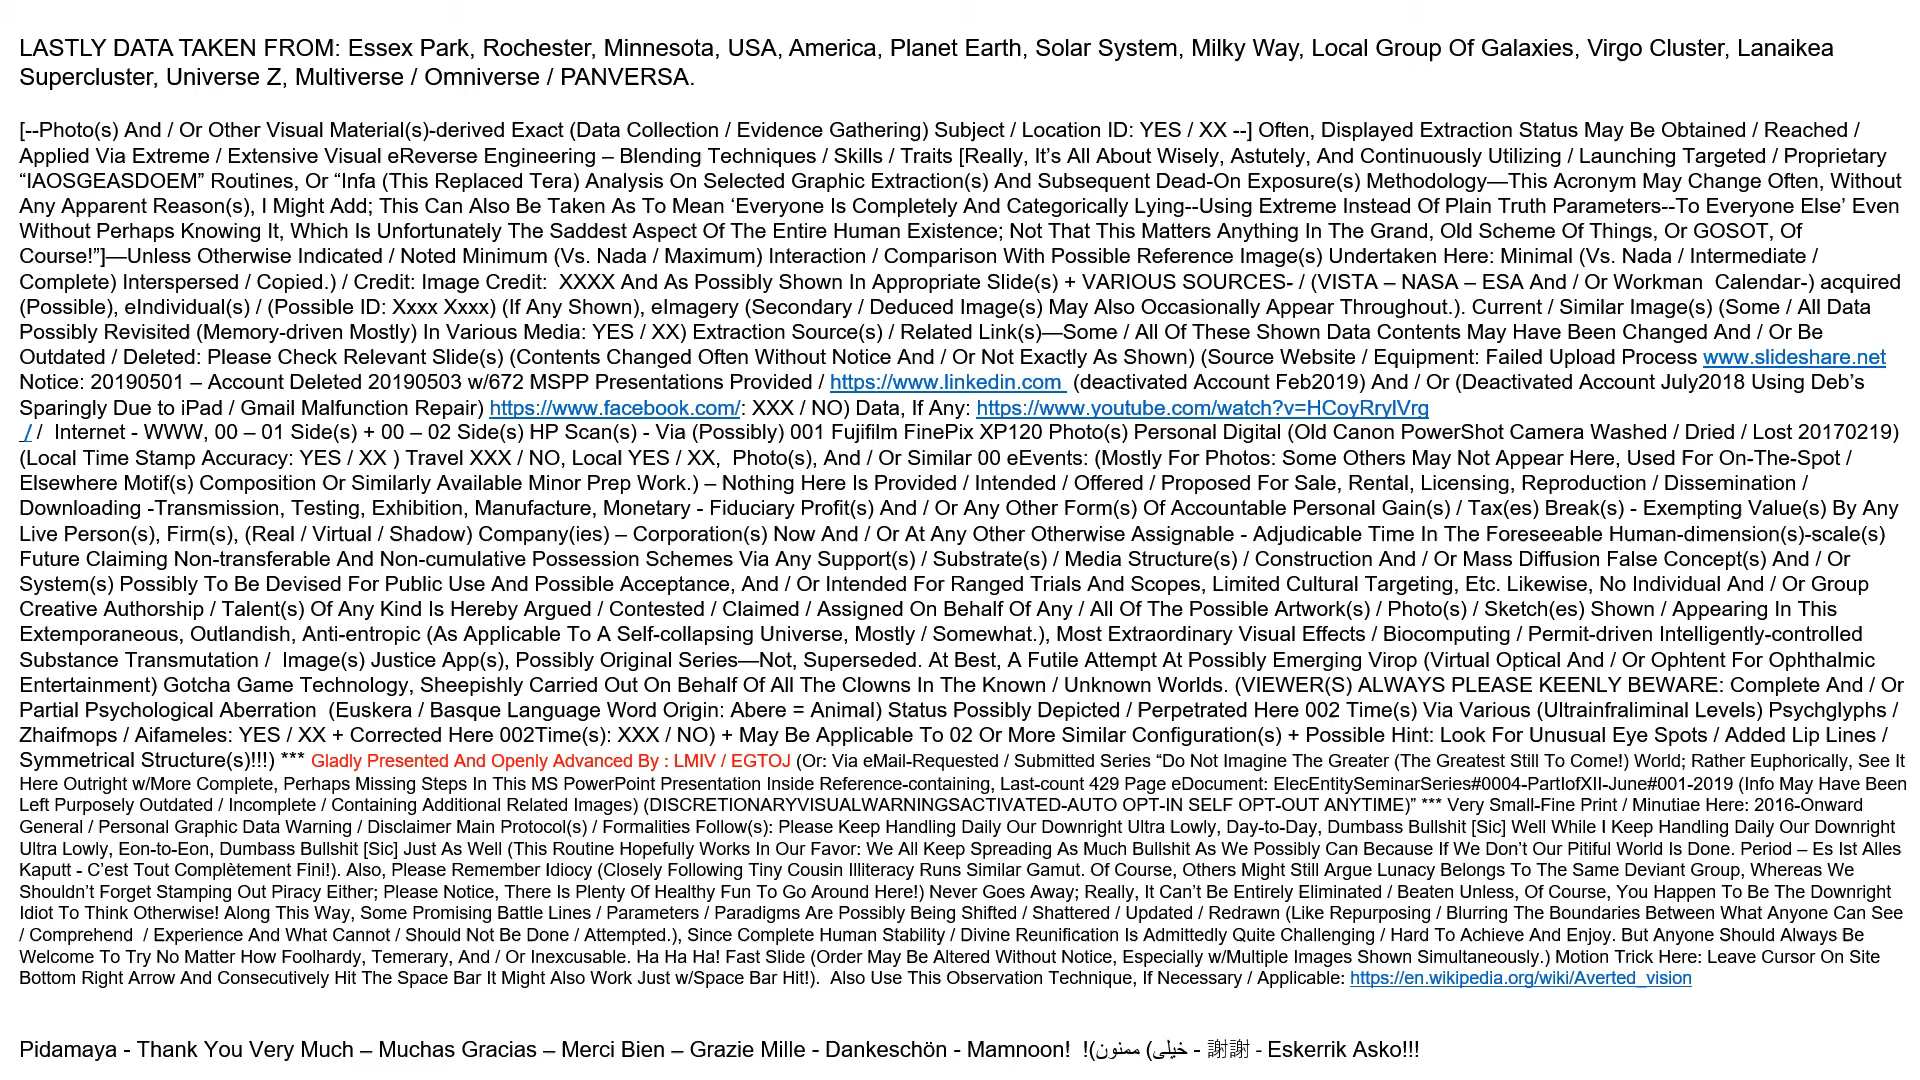 LASTLY DATA TAKEN FROM: Essex Park, Rochester, Minnesota, USA, America, Planet Earth, Solar System, Milky Way, Local Group Of Galaxies, Virgo Cluster, Lanaikea
Supercluster, Universe Z, Multiverse / Omniverse / PANVERSA.
[--Photo(s) And / Or Other Visual Material(s)-derived Exact (Data Collection / Evidence Gathering) Subject / Location ID: YES / XX --] Often, Displayed Extraction Status May Be Obtained / Reached /
Applied Via Extreme / Extensive Visual eReverse Engineering – Blending Techniques / Skills / Traits [Really, It’s All About Wisely, Astutely, And Continuously Utilizing / Launching Targeted / Proprietary
“IAOSGEASDOEM” Routines, Or “Infa (This Replaced Tera) Analysis On Selected Graphic Extraction(s) And Subsequent Dead-On Exposure(s) Methodology—This Acronym May Change Often, Without
Any Apparent Reason(s), I Might Add; This Can Also Be Taken As To Mean ‘Everyone Is Completely And Categorically Lying--Using Extreme Instead Of Plain Truth Parameters--To Everyone Else’ Even
Without Perhaps Knowing It, Which Is Unfortunately The Saddest Aspect Of The Entire Human Existence; Not That This Matters Anything In The Grand, Old Scheme Of Things, Or GOSOT, Of
Course!”]—Unless Otherwise Indicated / Noted Minimum (Vs. Nada / Maximum) Interaction / Comparison With Possible Reference Image(s) Undertaken Here: Minimal (Vs. Nada / Intermediate /
Complete) Interspersed / Copied.) / Credit: Image Credit:  XXXX And As Possibly Shown In Appropriate Slide(s) + VARIOUS SOURCES- / (VISTA – NASA – ESA And / Or Workman  Calendar-) acquired
(Possible), eIndividual(s) / (Possible ID: Xxxx Xxxx) (If Any Shown), eImagery (Secondary / Deduced Image(s) May Also Occasionally Appear Throughout.). Current / Similar Image(s) (Some / All Data
Possibly Revisited (Memory-driven Mostly) In Various Media: YES / XX) Extraction Source(s) / Related Link(s)—Some / All Of These Shown Data Contents May Have Been Changed And / Or Be
Outdated / Deleted: Please Check Relevant Slide(s) (Contents Changed Often Without Notice And / Or Not Exactly As Shown) (Source Website / Equipment: Failed Upload Process www.slideshare.net
Notice: 20190501 – Account Deleted 20190503 w/672 MSPP Presentations Provided / https://www.linkedin.com  (deactivated Account Feb2019) And / Or (Deactivated Account July2018 Using Deb’s
Sparingly Due to iPad / Gmail Malfunction Repair) https://www.facebook.com/: XXX / NO) Data, If Any: https://www.youtube.com/watch?v=HCoyRrylVrg
/ /  Internet - WWW, 00 – 01 Side(s) + 00 – 02 Side(s) HP Scan(s) - Via (Possibly) 001 Fujifilm FinePix XP120 Photo(s) Personal Digital (Old Canon PowerShot Camera Washed / Dried / Lost 20170219)
(Local Time Stamp Accuracy: YES / XX ) Travel XXX / NO, Local YES / XX,  Photo(s), And / Or Similar 00 eEvents: (Mostly For Photos: Some Others May Not Appear Here, Used For On-The-Spot /
Elsewhere Motif(s) Composition Or Similarly Available Minor Prep Work.) – Nothing Here Is Provided / Intended / Offered / Proposed For Sale, Rental, Licensing, Reproduction / Dissemination /
Downloading -Transmission, Testing, Exhibition, Manufacture, Monetary - Fiduciary Profit(s) And / Or Any Other Form(s) Of Accountable Personal Gain(s) / Tax(es) Break(s) - Exempting Value(s) By Any
Live Person(s), Firm(s), (Real / Virtual / Shadow) Company(ies) – Corporation(s) Now And / Or At Any Other Otherwise Assignable - Adjudicable Time In The Foreseeable Human-dimension(s)-scale(s)
Future Claiming Non-transferable And Non-cumulative Possession Schemes Via Any Support(s) / Substrate(s) / Media Structure(s) / Construction And / Or Mass Diffusion False Concept(s) And / Or
System(s) Possibly To Be Devised For Public Use And Possible Acceptance, And / Or Intended For Ranged Trials And Scopes, Limited Cultural Targeting, Etc. Likewise, No Individual And / Or Group
Creative Authorship / Talent(s) Of Any Kind Is Hereby Argued / Contested / Claimed / Assigned On Behalf Of Any / All Of The Possible Artwork(s) / Photo(s) / Sketch(es) Shown / Appearing In This
Extemporaneous, Outlandish, Anti-entropic (As Applicable To A Self-collapsing Universe, Mostly / Somewhat.), Most Extraordinary Visual Effects / Biocomputing / Permit-driven Intelligently-controlled
Substance Transmutation /  Image(s) Justice App(s), Possibly Original Series—Not, Superseded. At Best, A Futile Attempt At Possibly Emerging Virop (Virtual Optical And / Or Ophtent For Ophthalmic
Entertainment) Gotcha Game Technology, Sheepishly Carried Out On Behalf Of All The Clowns In The Known / Unknown Worlds. (VIEWER(S) ALWAYS PLEASE KEENLY BEWARE: Complete And / Or
Partial Psychological Aberration  (Euskera / Basque Language Word Origin: Abere = Animal) Status Possibly Depicted / Perpetrated Here 002 Time(s) Via Various (Ultrainfraliminal Levels) Psychglyphs /
Zhaifmops / Aifameles: YES / XX + Corrected Here 002Time(s): XXX / NO) + May Be Applicable To 02 Or More Similar Configuration(s) + Possible Hint: Look For Unusual Eye Spots / Added Lip Lines /
Symmetrical Structure(s)!!!) *** Gladly Presented And Openly Advanced By : LMIV / EGTOJ (Or: Via eMail-Requested / Submitted Series “Do Not Imagine The Greater (The Greatest Still To Come!) World; Rather Euphorically, See It
Here Outright w/More Complete, Perhaps Missing Steps In This MS PowerPoint Presentation Inside Reference-containing, Last-count 429 Page eDocument: ElecEntitySeminarSeries#0004-PartIofXII-June#001-2019 (Info May Have Been
Left Purposely Outdated / Incomplete / Containing Additional Related Images) (DISCRETIONARYVISUALWARNINGSACTIVATED-AUTO OPT-IN SELF OPT-OUT ANYTIME)” *** Very Small-Fine Print / Minutiae Here: 2016-Onward
General / Personal Graphic Data Warning / Disclaimer Main Protocol(s) / Formalities Follow(s): Please Keep Handling Daily Our Downright Ultra Lowly, Day-to-Day, Dumbass Bullshit [Sic] Well While I Keep Handling Daily Our Downright
Ultra Lowly, Eon-to-Eon, Dumbass Bullshit [Sic] Just As Well (This Routine Hopefully Works In Our Favor: We All Keep Spreading As Much Bullshit As We Possibly Can Because If We Don’t Our Pitiful World Is Done. Period – Es Ist Alles
Kaputt - C’est Tout Complètement Fini!). Also, Please Remember Idiocy (Closely Following Tiny Cousin Illiteracy Runs Similar Gamut. Of Course, Others Might Still Argue Lunacy Belongs To The Same Deviant Group, Whereas We
Shouldn’t Forget Stamping Out Piracy Either; Please Notice, There Is Plenty Of Healthy Fun To Go Around Here!) Never Goes Away; Really, It Can’t Be Entirely Eliminated / Beaten Unless, Of Course, You Happen To Be The Downright
Idiot To Think Otherwise! Along This Way, Some Promising Battle Lines / Parameters / Paradigms Are Possibly Being Shifted / Shattered / Updated / Redrawn (Like Repurposing / Blurring The Boundaries Between What Anyone Can See
/ Comprehend  / Experience And What Cannot / Should Not Be Done / Attempted.), Since Complete Human Stability / Divine Reunification Is Admittedly Quite Challenging / Hard To Achieve And Enjoy. But Anyone Should Always Be
Welcome To Try No Matter How Foolhardy, Temerary, And / Or Inexcusable. Ha Ha Ha! Fast Slide (Order May Be Altered Without Notice, Especially w/Multiple Images Shown Simultaneously.) Motion Trick Here: Leave Cursor On Site
Bottom Right Arrow And Consecutively Hit The Space Bar It Might Also Work Just w/Space Bar Hit!).  Also Use This Observation Technique, If Necessary / Applicable: https://en.wikipedia.org/wiki/Averted_vision
Pidamaya - Thank You Very Much – Muchas Gracias – Merci Bien – Grazie Mille - Dankeschön - Mamnoon!  !(خیلی) ممنون - 謝謝 - Eskerrik Asko!!!